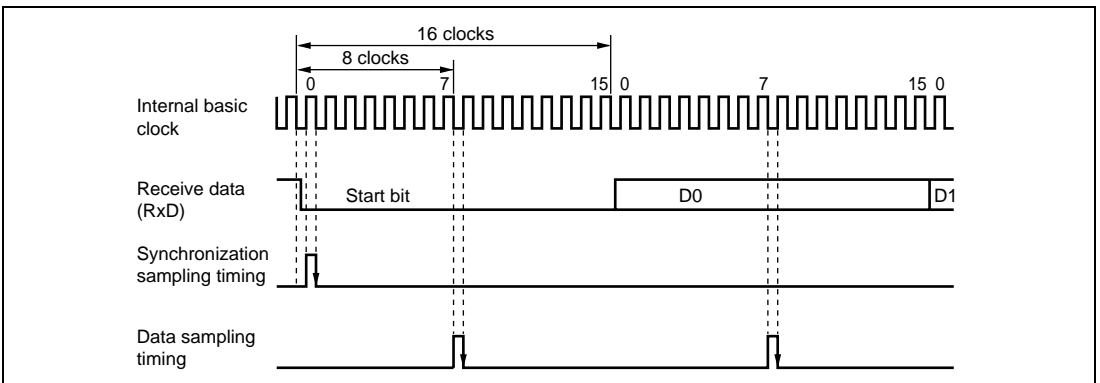 16 clocks
8 clocks
0 7 15 0 7 15 0
Internal basic
clock
Receive data
(RxD)
Start bit D0 D1
Synchronization
sampling timing
Data sampling
timing